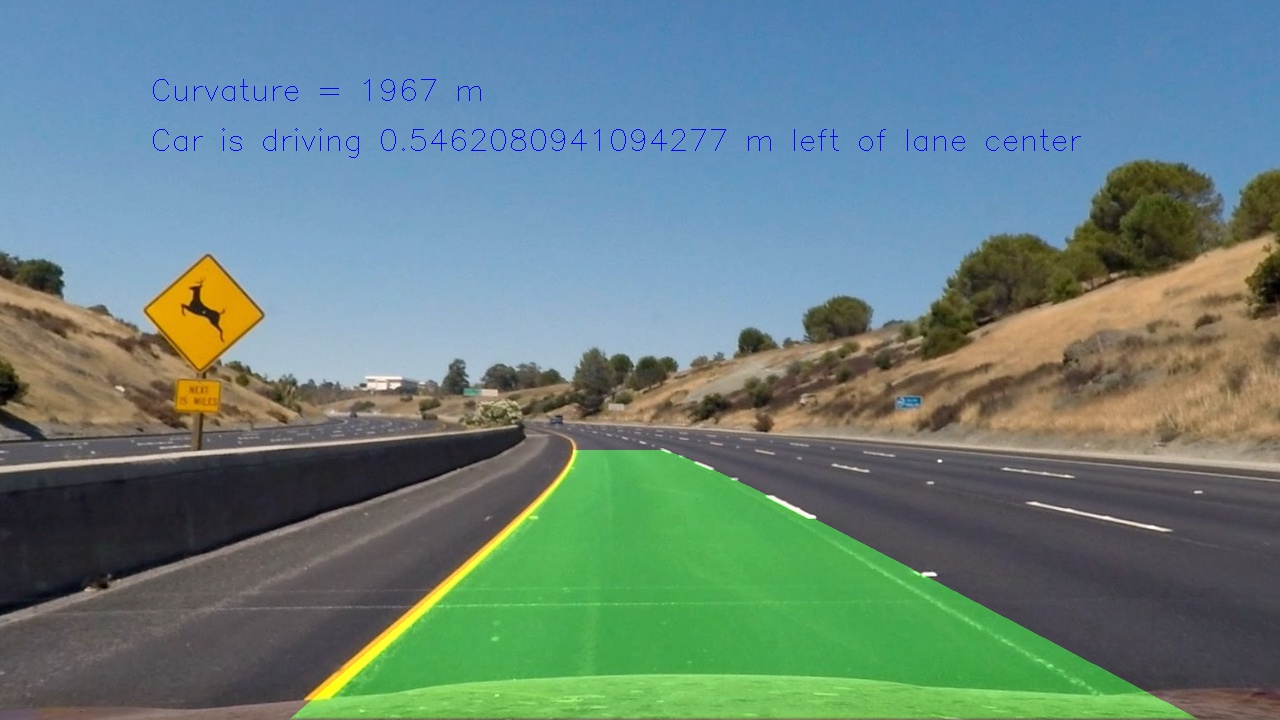 Curvature = 1967 m
Car is driving 0.5462080941094277 m left of lane center
NEXT
15 MILES